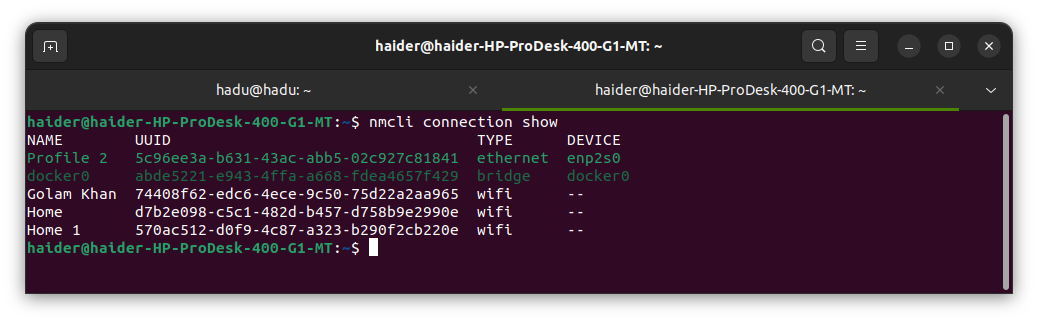 haider@haider-HP-ProDesk-400-G1-MT: ~
hadu@hadu: ~
haider@haider-HP-ProDesk-400-G1-MT: ~
haider@haider-HP-ProDesk-400-G1-MT:~$ nmcli connection show
NAME        UUID                                  TYPE      DEVICE
Profile 2   5c96ee3a-b631-43ac-abb5-02c927c81841  ethernet  enp2s0
docker0     abde5221-e943-4ffa-a668-fdea4657f429  bridge    docker0
Golam Khan  74408f62-edc6-4ece-9c50-75d22a2aa965  wifi      --
Home        d7b2e098-c5c1-482d-b457-d758b9e2990e  wifi      --
Home 1      570ac512-d0f9-4c87-a323-b290f2cb220e  wifi      --
haider@haider-HP-ProDesk-400-G1-MT:~$